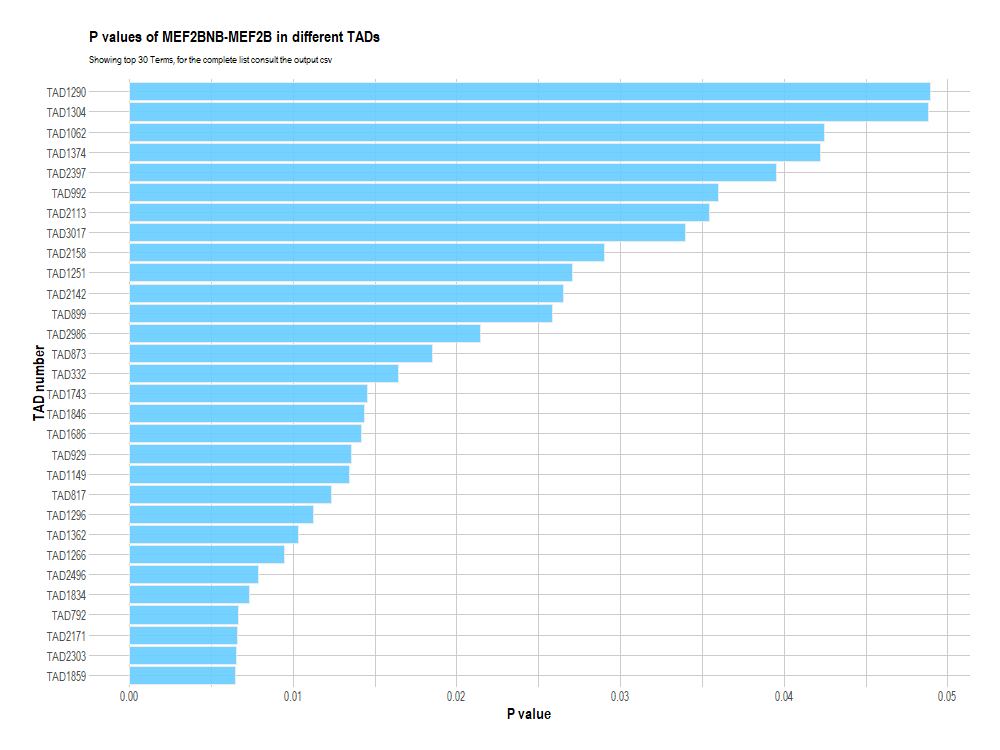 P values of MEF2BNB-MEF2B in different TADs
Showing top 30 Terms, for the complete list consult the output csv
TAD number
TAD1290
TAD1304
TAD1062
TAD1374
TAD2397
TAD992
TAD2113
TAD3017
TAD2158
TAD1251
TAD2142
TAD899
TAD2986
TAD873
TAD332
TAD1743
TAD1846
TAD1686
TAD929
TAD1149
TAD817
TAD1296
TAD1362
TAD1266
TAD2496
TAD1834
TAD792
TAD2171
TAD2303
TAD1859
0.00 0.01 0.02 0.03 0.04 0.05
P value